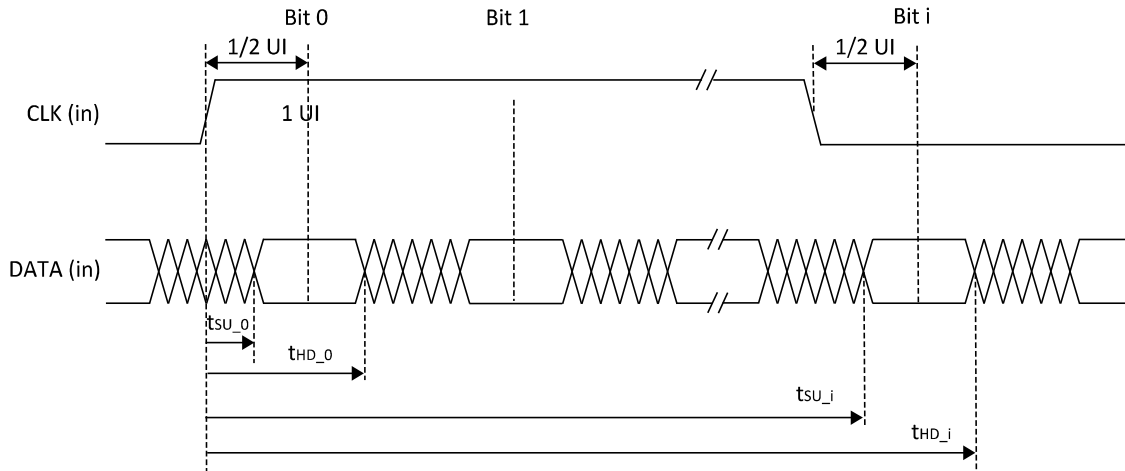 Bit 0
Bit 1
Bit i
1/2 UI
1/2 UI
CLK (in)
1 UI
DATA (in)
tSU_0
tHD_0
tSU_i
tHD_i